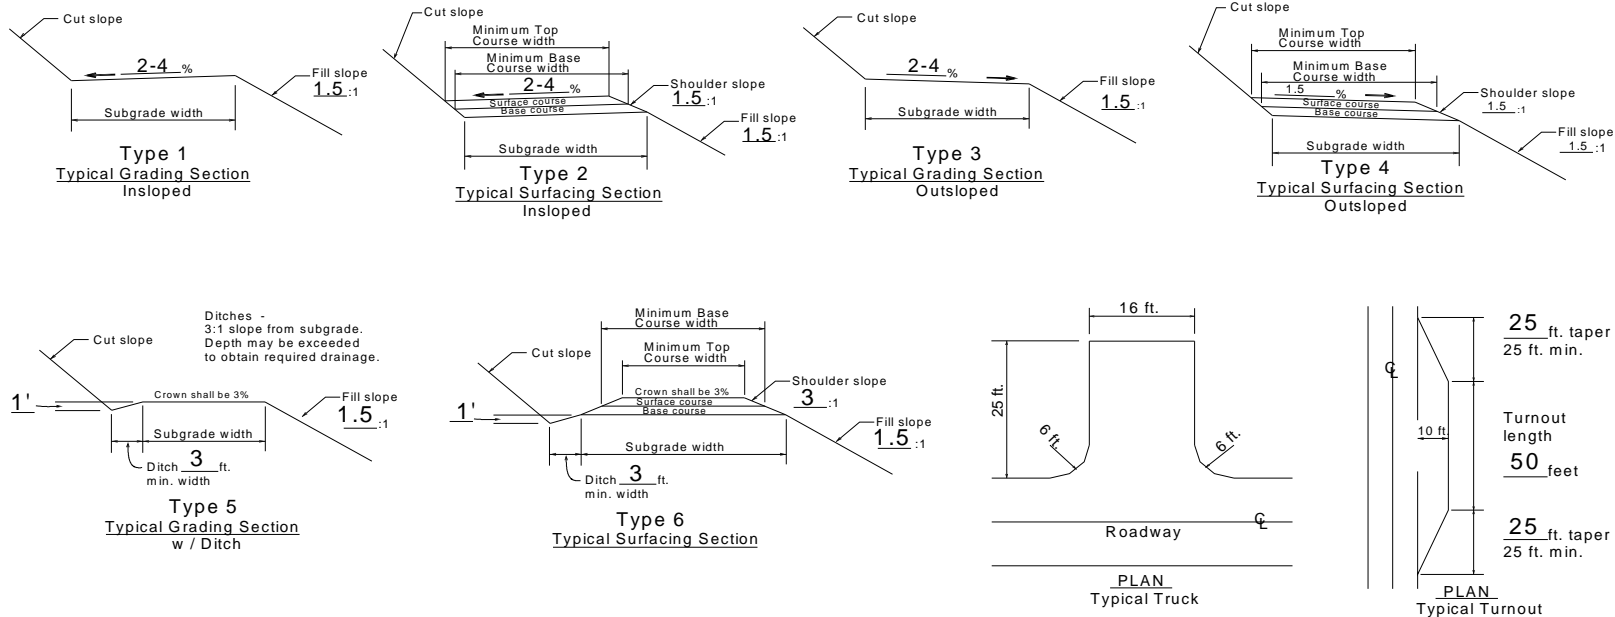 Cut slope
2-4 %
Fill slope
1.5 :1
Subgrade width
Type 1
Typical Grading Section
Insloped
Cut slope
Minimum Top
Course width
Minimum Base
Course width
2-4 %
Surface course
Base course
Shoulder slope
1.5 :1
Fill slope
1.5 :1
Subgrade width
Type 2
Typical Surfacing Section
Insloped
Cut slope
2-4 %
Fill slope
1.5 :1
Subgrade width
Type 3
Typical Grading Section
Outsloped
Cut slope
Minimum Top
Course width
Minimum Base
Course width
1.5 %
Surface course
Base course
Shoulder slope
1.5 :1
Fill slope
1.5 :1
Subgrade width
Type 4
Typical Surfacing Section
Outsloped
Ditches -
3:1 slope from subgrade.
Depth may be exceeded
to obtain required drainage.
Cut slope
1'
Crown shall be 3%
Fill slope
1.5 :1
Subgrade width
Ditch 3 ft.
min. width
Type 5
Typical Grading Section
w / Ditch
Minimum Base
Course width
Minimum Top
Course width
Cut slope
Crown shall be 3%
Surface course
Base course
Shoulder slope
3 :1
1'
Fill slope
1.5 :1
Subgrade width
Ditch 3 ft.
min. width
Type 6
Typical Surfacing Section
16 ft.
25 ft.
6 ft.
6 ft.
Roadway
CL
PLAN
Typical Truck
CL
10 ft.
25 ft. taper
25 ft. min.
Turnout
length
50 feet
25 ft. taper
25 ft. min.
PLAN
Typical Turnout